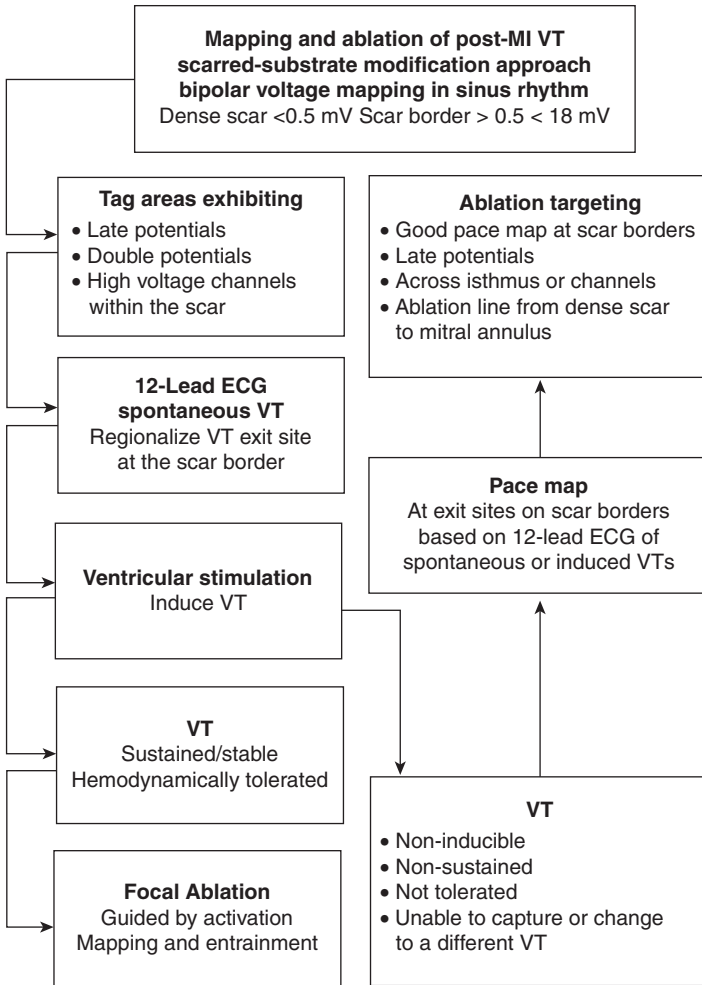 Mapping and ablation of post-MI VT
scarred-substrate modification approach
bipolar voltage mapping in sinus rhythm
Dense scar <0.5 mV Scar border > 0.5 < 18 mV
Tag areas exhibiting
• Late potentials
• Double potentials
• High voltage channels
within the scar
12-Lead ECG
spontaneous VT
Regionalize VT exit site
at the scar border
Ventricular stimulation
Induce VT
VT
Sustained/stable
Hemodynamically tolerated
Focal Ablation
Guided by activation
Mapping and entrainment
VT
• Non-inducible
• Non-sustained
• Not tolerated
• Unable to capture or change
to a different VT
Pace map
At exit sites on scar borders
based on 12-lead ECG of
spontaneous or induced VTs
Ablation targeting
• Good pace map at scar borders
• Late potentials
• Across isthmus or channels
• Ablation line from dense scar
to mitral annulus